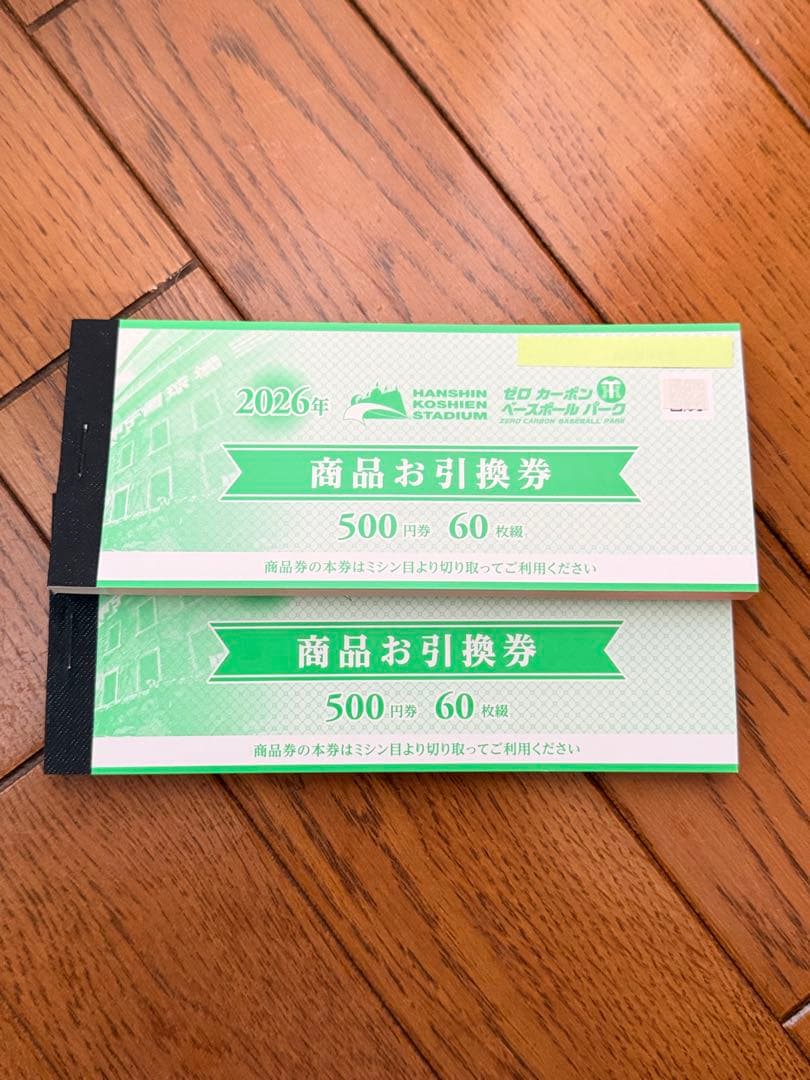 2026年
HANSHIN
KOSHIEN
STADIUM
ゼロ カーボン
ベースボール パーク
ZERO CARBON BASEBALL PARK
商品お引換券
500円券 60枚綴
商品券の本券はミシン目より切り取ってご利用ください
商品お引換券
500円券 60枚綴
商品券の本券はミシン目より切り取ってご利用ください